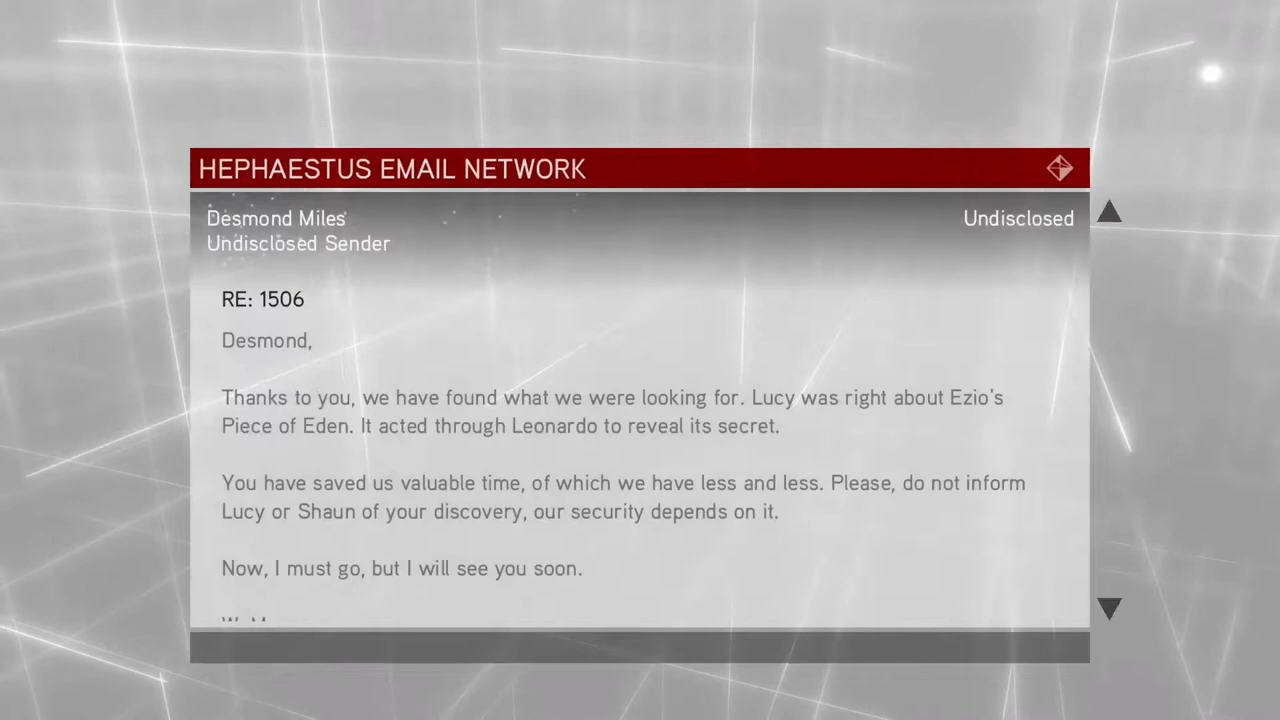 HEPHAESTUS EMAIL NETWORK
Desmond Miles
Undisclosed
Undisclosed Sender
RE: 1506
Desmond,
Thanks to you, we have found what we were looking for. Lucy was right about Ezio's
Piece of Eden. It acted through Leonardo to reveal its secret.
You have saved us valuable time, of which we have less and less. Please, do not inform
Lucy or Shaun of your discovery, our security depends on it.
Now, I must go, but I will see you soon.